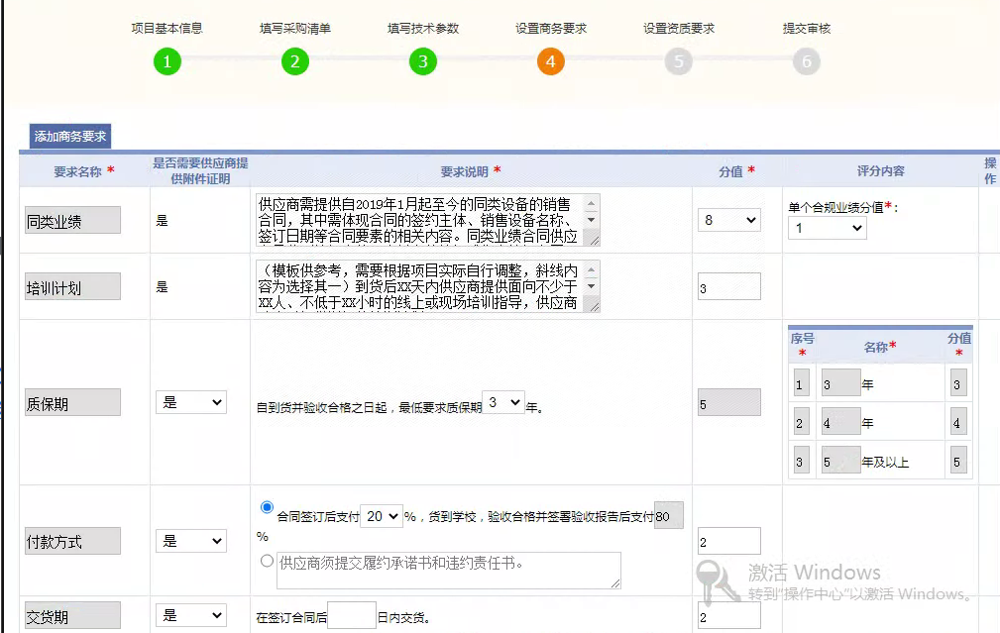 项目基本信息 填写采购清单 填写技术参数 设置商务要求 设置资质要求 提交审核
1 2 3 4 5 6
添加商务要求
要求名称 * 是否需要供应商提供附件证明 要求说明 * 分值 * 评分内容 操作
同类业绩 是
供应商需提供自2019年1月起至今的同类设备的销售
合同，其中需体现合同的签约主体、销售设备名称、
签订日期等合同要素的相关内容。同类业绩合同供应
8
单个合规业绩分值*：
1
培训计划 是
（模板供参考，需要根据项目实际自行调整，斜线内
容为选择其一）到货后XX天内供应商提供面向不少于
XX人、不低于XX小时的线上或现场培训指导，供应商
3
质保期 是 自到货并验收合格之日起，最低要求质保期 3 年。 5
序号* 名称* 分值*
1 3 年 3
2 4 年 4
3 5 年及以上 5
付款方式 是
合同签订后支付 20 %，货到学校，验收合格并签署验收报告后支付 80
%
供应商须提交履约承诺书和违约责任书。
2
激活 Windows
转到"操作中心"以激活 Windows。
交货期 是 在签订合同后 日内交货。 2